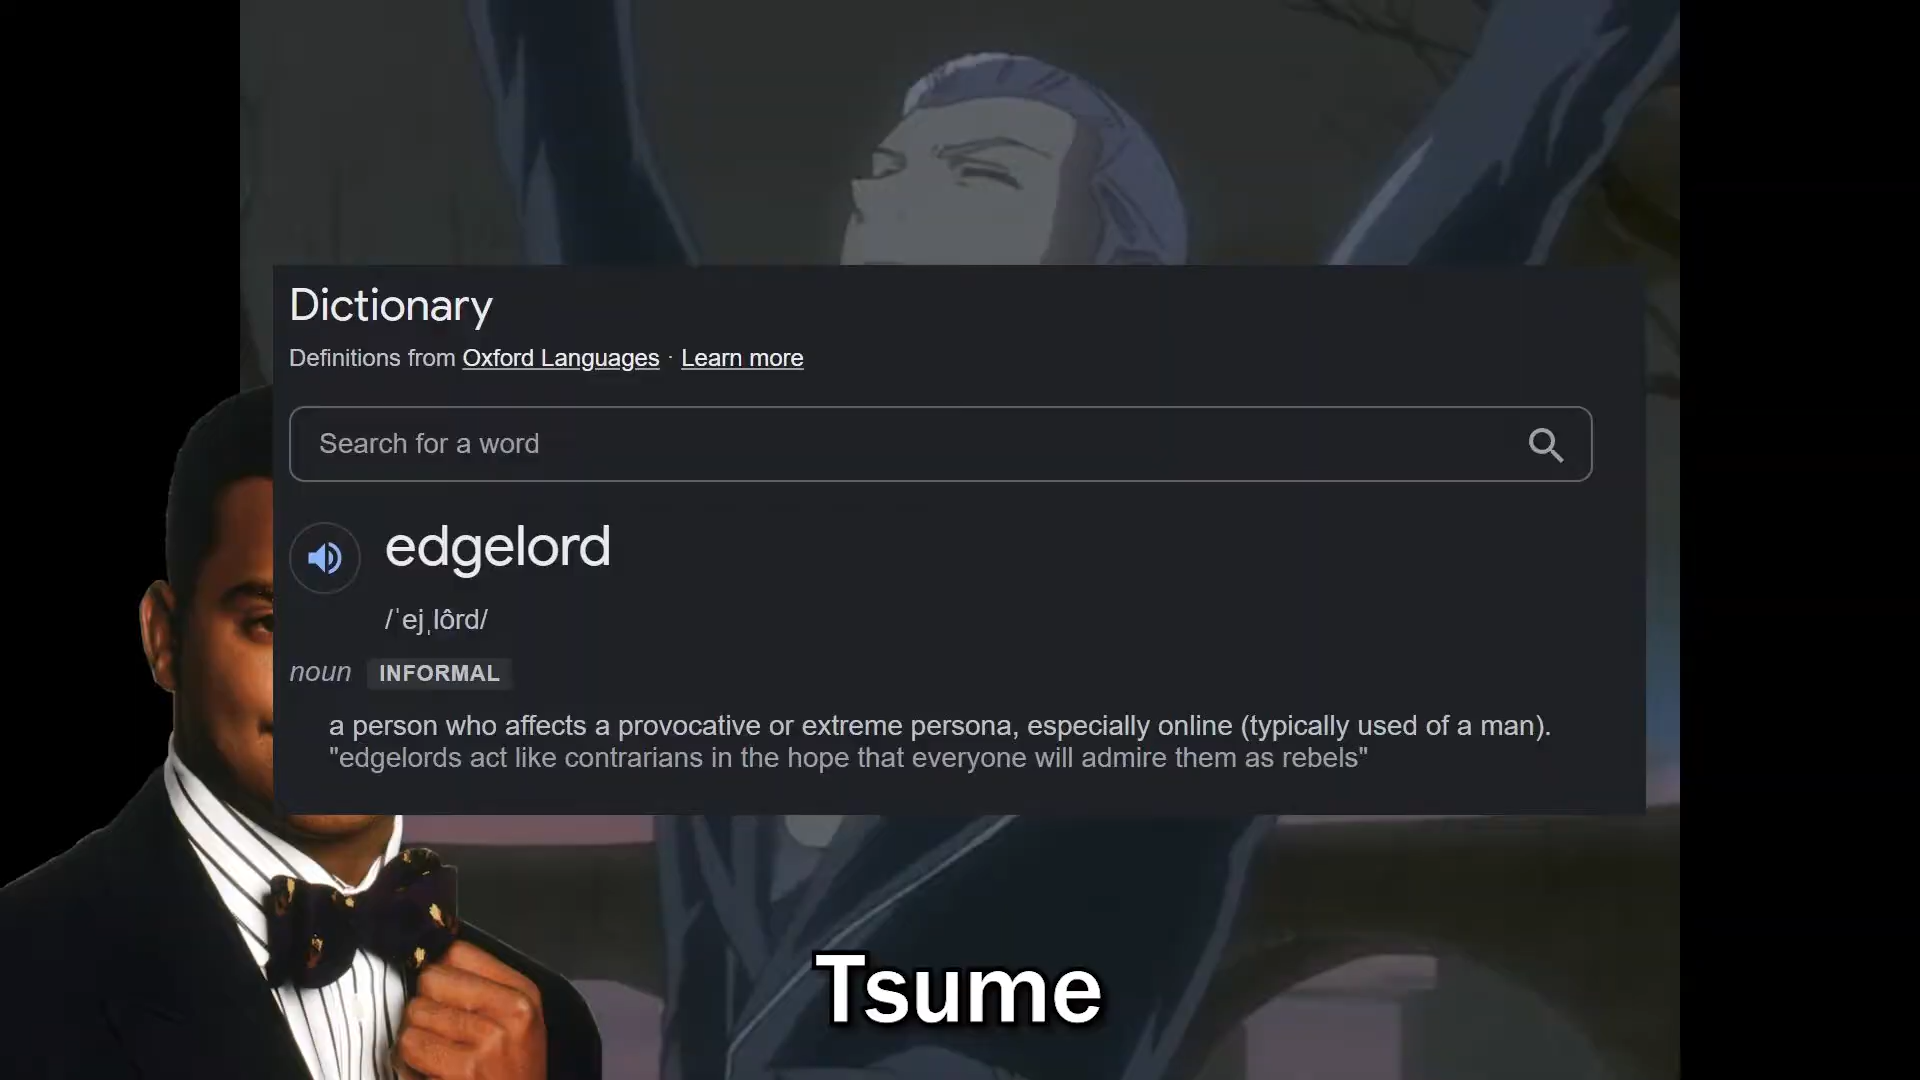 Dictionary
Definitions from Oxford Languages · Learn more
Search for a word
edgelord
/ˈejˌlôrd/
noun INFORMAL
a person who affects a provocative or extreme persona, especially online (typically used of a man).
"edgelords act like contrarians in the hope that everyone will admire them as rebels"
Tsume